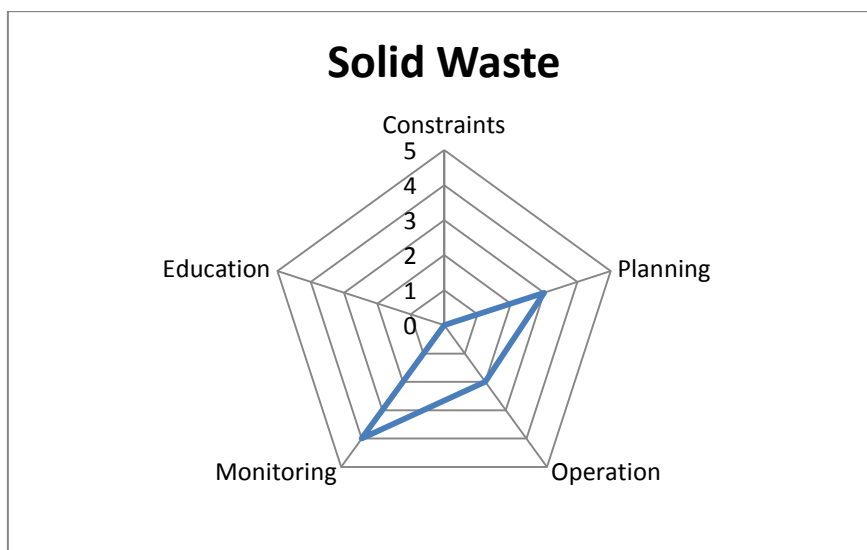 Solid Waste
Constraints
5
4
3
2
1
0
Education
Planning
Monitoring
Operation